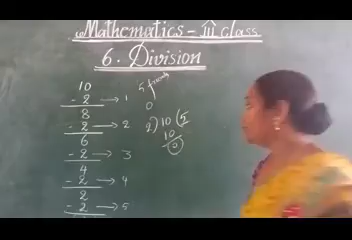 Mathematics - III class
6. Division
10
- 2 → 1
8
- 2 → 2
6
- 2 → 3
4
- 2 → 4
2
- 2 → 5
5
0
2) 10 ( 5
10
0